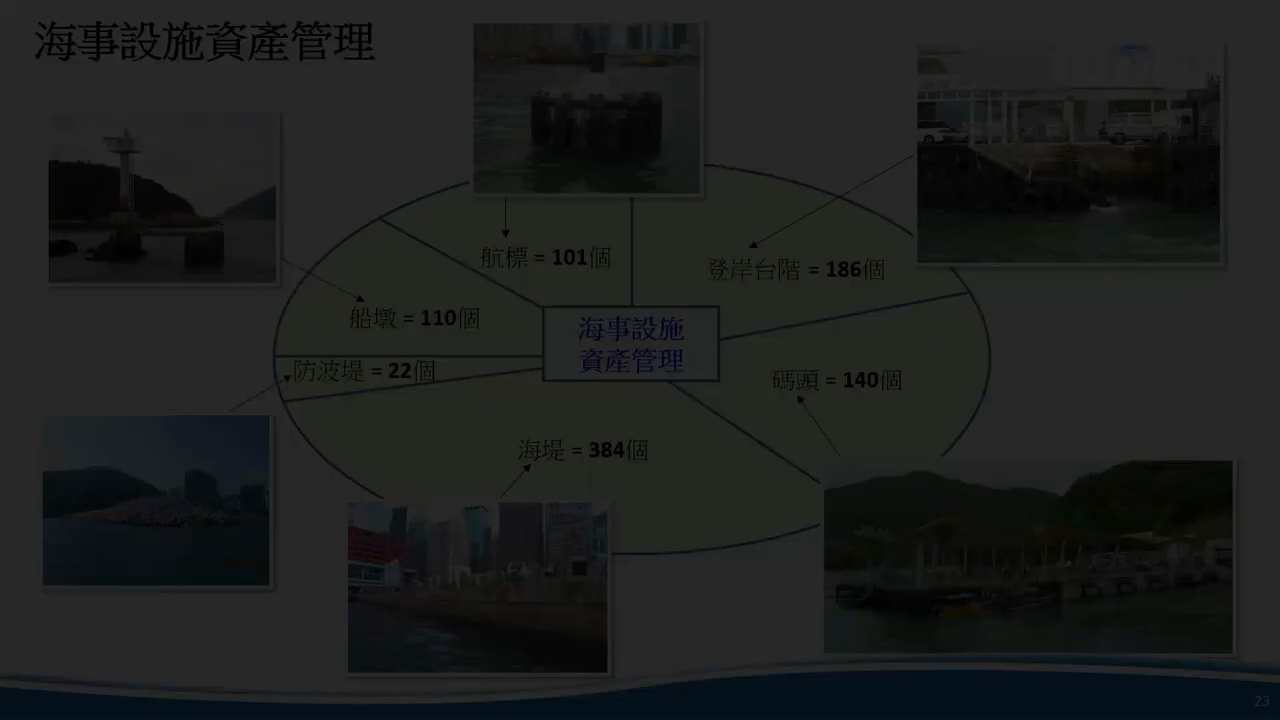 海事設施資產管理
航標 = 101個
登岸台階 = 186個
船墩 = 110個
海事設施
資產管理
防波堤 = 22個
碼頭 = 140個
海堤 = 384個
23